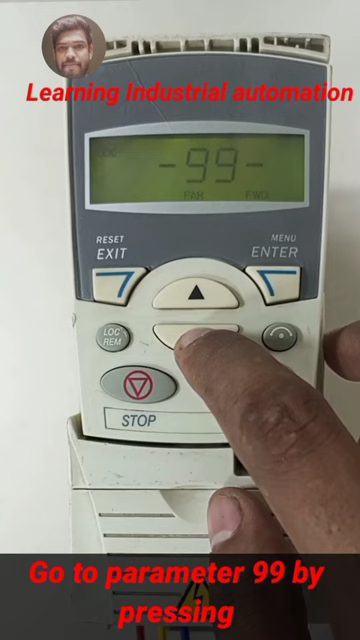 Learning Industrial automation
LOC
-99-
PAR FWD
RESET
EXIT
MENU
ENTER
LOC
REM
STOP
Go to parameter 99 by
pressing